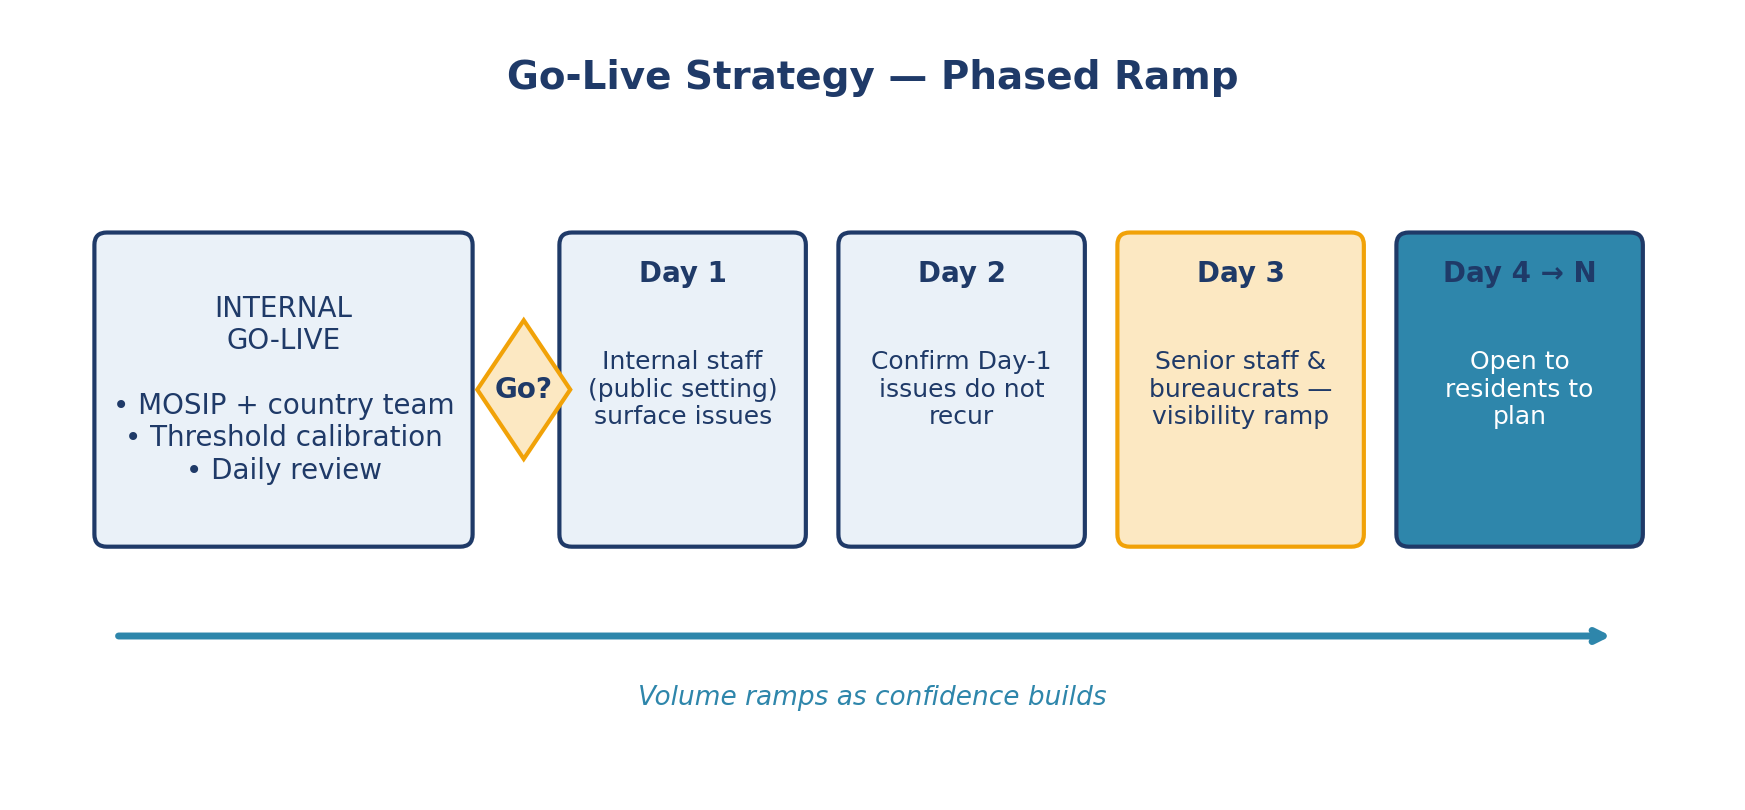 Go-Live Strategy — Phased Ramp
INTERNAL
GO-LIVE
• MOSIP + country team
• Threshold calibration
• Daily review
Go?
Day 1
Internal staff
(public setting)
surface issues
Day 2
Confirm Day-1
issues do not
recur
Day 3
Senior staff &
bureaucrats —
visibility ramp
Day 4 → N
Open to
residents to
plan
Volume ramps as confidence builds